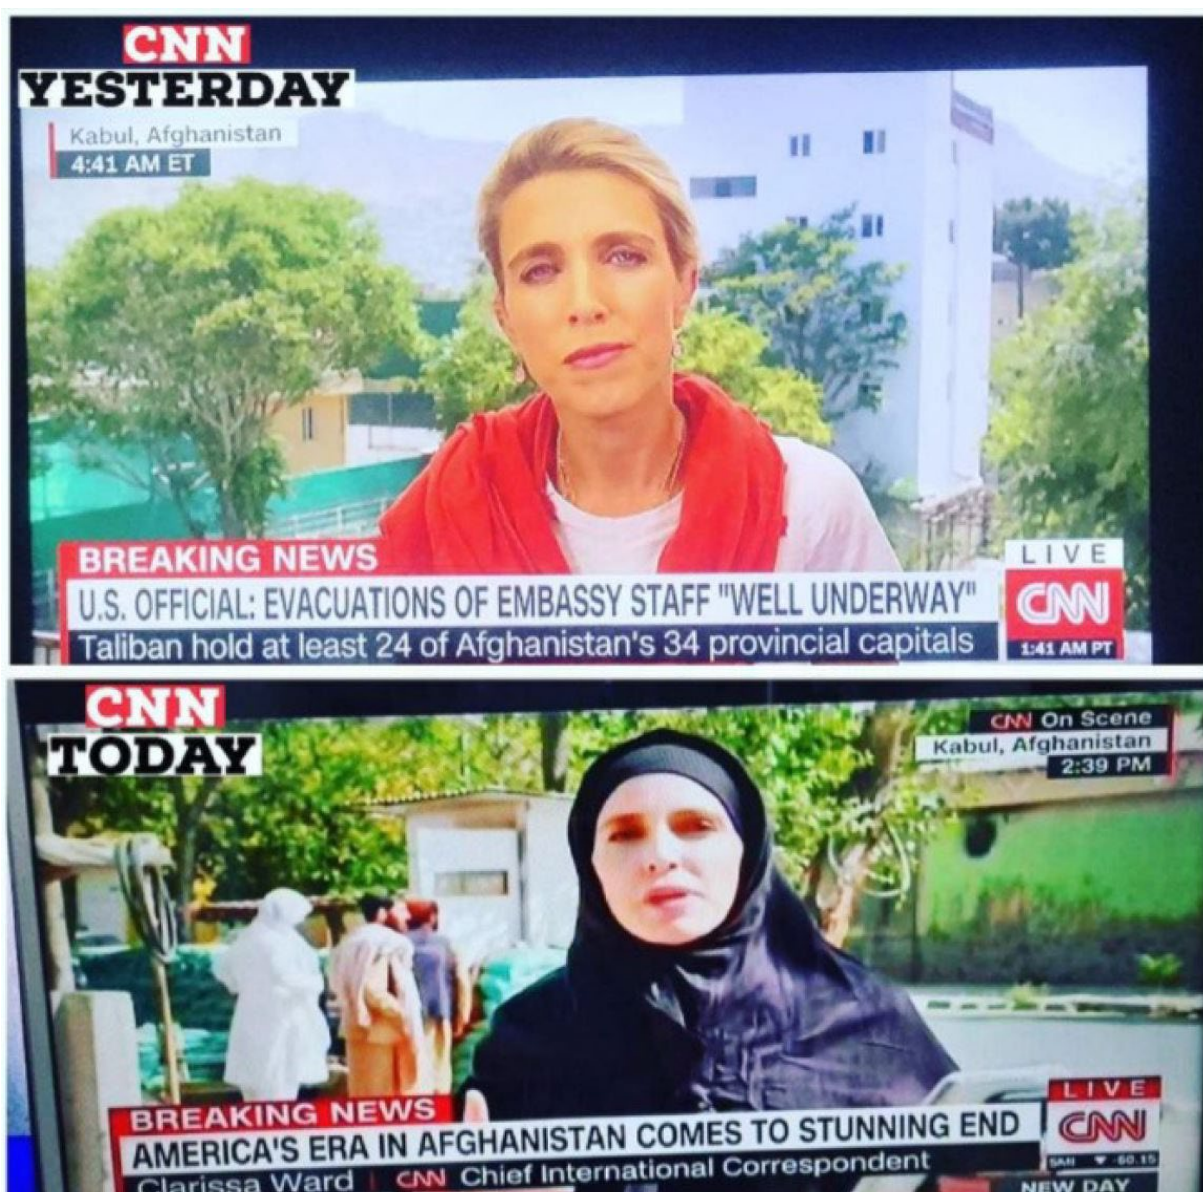 CNN
YESTERDAY
Kabul, Afghanistan
4:41 AM ET
BREAKING NEWS
U.S. OFFICIAL: EVACUATIONS OF EMBASSY STAFF "WELL UNDERWAY"
Taliban hold at least 24 of Afghanistan's 34 provincial capitals
LIVE
CNN
1:41 AM PT
CNN
TODAY
CNN On Scene
Kabul, Afghanistan
2:39 PM
BREAKING NEWS
AMERICA'S ERA IN AFGHANISTAN COMES TO STUNNING END
Clarissa Ward CNN Chief International Correspondent
LIVE
CNN
▼ -60.15
NEW DAY